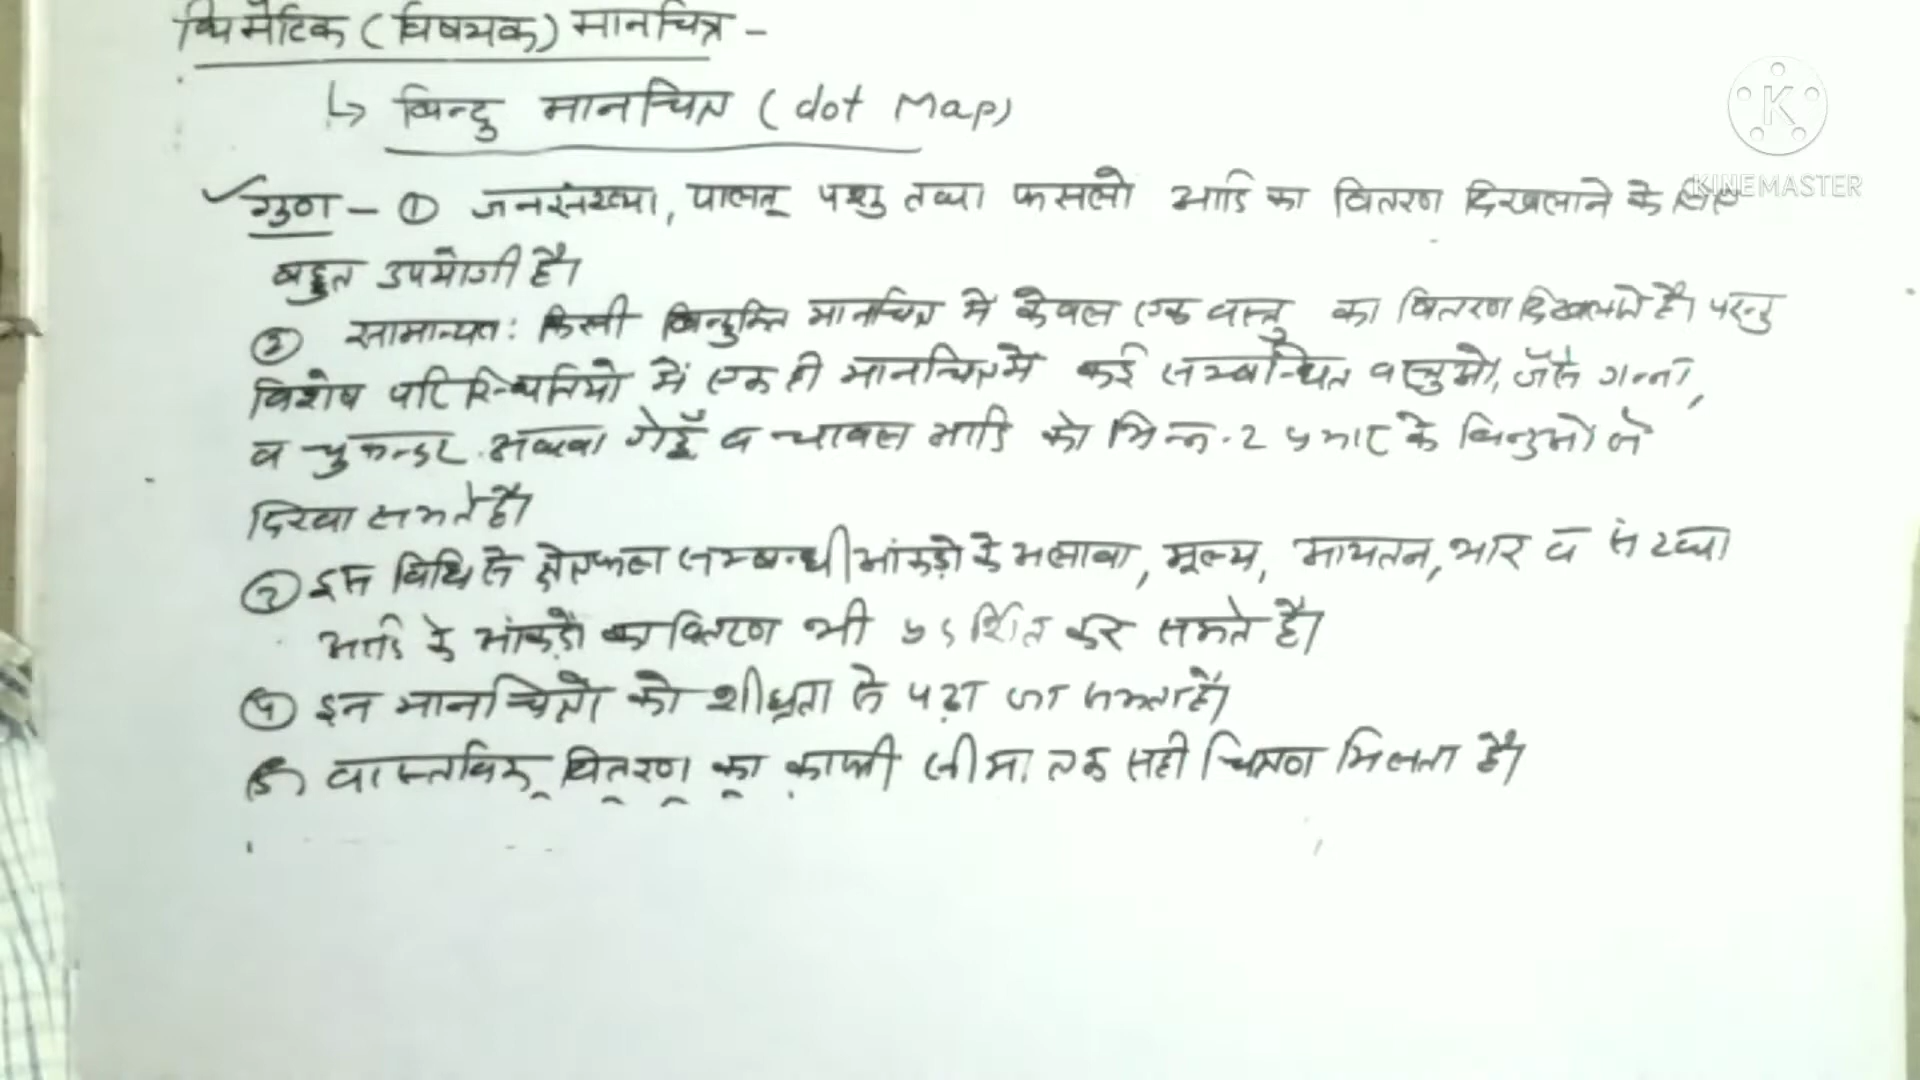 थिमेटिक (विषयक) मानचित्र -
↳ बिन्दु मानचित्र (dot Map)
K
KINEMASTER
✓गुण - ① जनसंख्या, पालतू पशु तथा फसलो आदि का वितरण दिखलाने के लिए
बहुत उपयोगी है।
② सामान्यत: किसी बिन्दुकित मानचित्र में केवल एक वस्तु का वितरण दिखलाते है। परन्तु
विशेष परिस्थितियो में एक ही मानचित्र में कई सम्बन्धित वस्तुओ, जैसे गन्ना,
व चुकन्दर अथवा गेहूँ व चावल आदि को भिन्न-2 प्रकार के बिन्दुओ से
दिखा सकते है।
③ इस विधि से क्षेत्रफल सम्बन्धी आंकड़ो के अलावा, मूल्य, आयतन, भार व संख्या
आदि के आंकड़ो का वितरण भी प्रदर्शित कर सकते है।
④ इन मानचित्रो को शीघ्रता से पढ़ा जा सकता है।
⑤ वास्तविक वितरण का काफी सीमा तक सही चित्रण मिलता है।